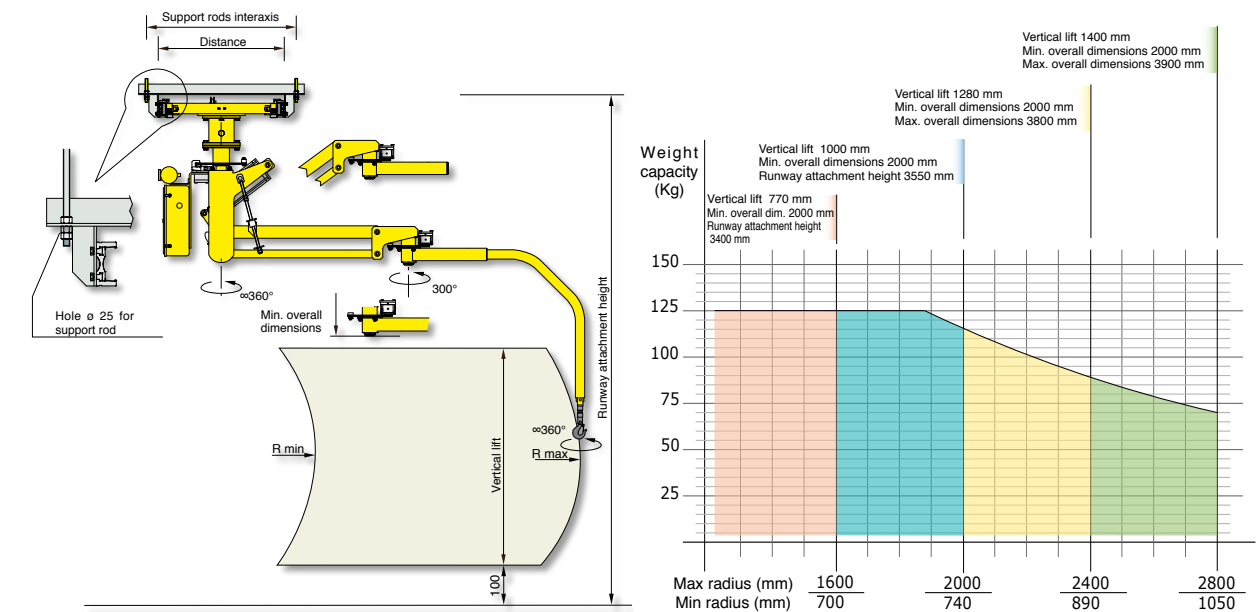 Support rods interaxis
Distance
Hole ø 25 for
support rod
∞360°
300°
Min. overall
dimensions
Runway attachment height
∞360°
R min
R max
Vertical lift
100
Vertical lift 1400 mm
Min. overall dimensions 2000 mm
Max. overall dimensions 3900 mm
Vertical lift 1280 mm
Min. overall dimensions 2000 mm
Max. overall dimensions 3800 mm
Vertical lift 1000 mm
Min. overall dimensions 2000 mm
Runway attachment height 3550 mm
Vertical lift 770 mm
Min. overall dim. 2000 mm
Runway attachment height
3400 mm
Weight
capacity
(Kg)
150
125
100
75
50
25
Max radius (mm) 1600 2000 2400 2800
Min radius (mm) 700 740 890 1050